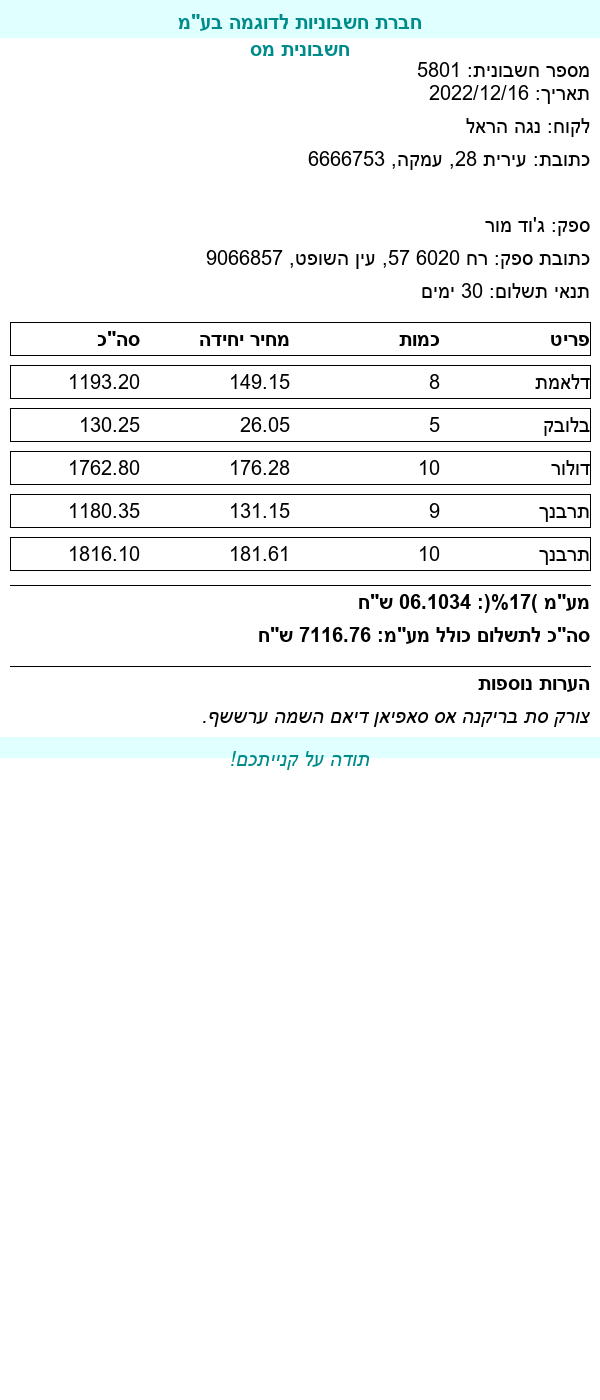 חברת חשבוניות לדוגמה בע"מ
חשבונית מס
מספר חשבונית: 5801
תאריך: 2022/12/16
לקוח: נגה הראל
כתובת: עירית 28, עמקה, 6666753
ספק: ג'וד מור
כתובת ספק: רח 6020 57, עין השופט, 9066857
תנאי תשלום: 30 ימים
פריט כמות מחיר יחידה סה"כ
דלאמת 8 149.15 1193.20
בלובק 5 26.05 130.25
דולור 10 176.28 1762.80
תרבנך 9 131.15 1180.35
תרבנך 10 181.61 1816.10
מע"מ )17%(: 06.1034 ש"ח
סה"כ לתשלום כולל מע"מ: 7116.76 ש"ח
הערות נוספות
צורק סת בריקנה אס סאפיאן דיאם השמה ערששף.
תודה על קנייתכם!